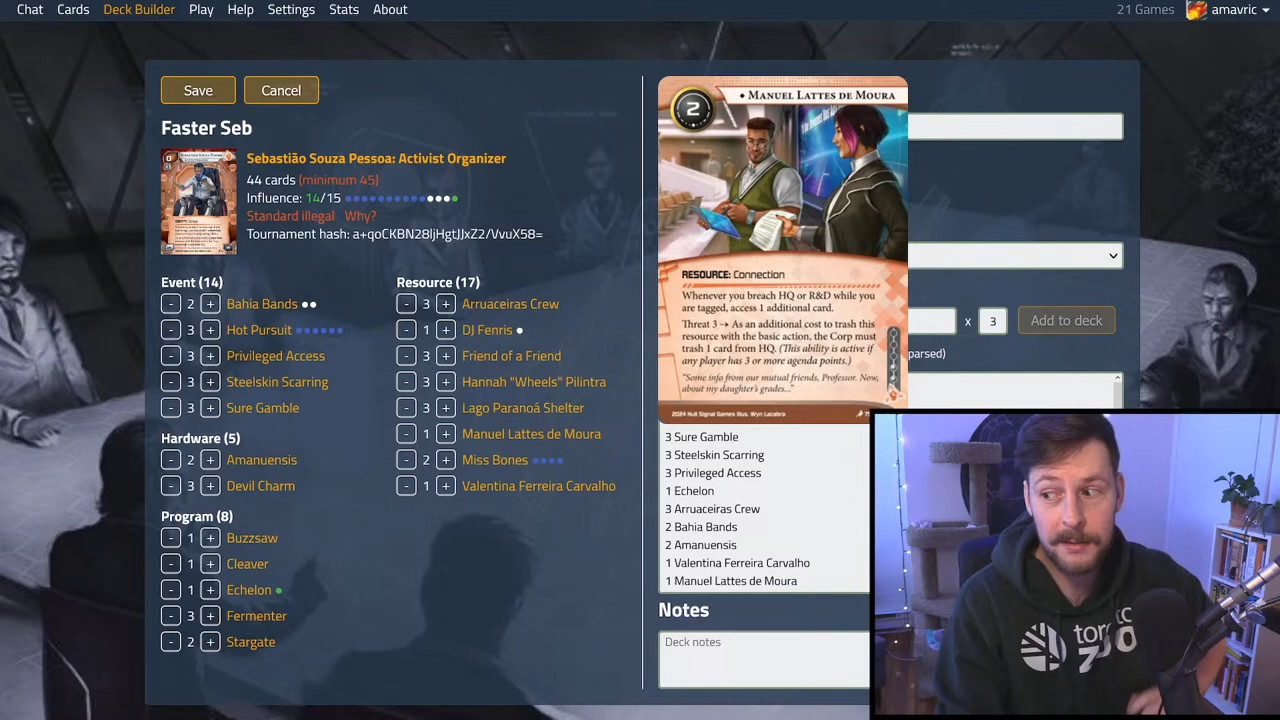 Chat Cards Deck Builder Play Help Settings Stats About 21 Games amavric
Save Cancel
Faster Seb
Sebastião Souza Pessoa: Activist Organizer
44 cards (minimum 45)
Influence: 14/15
Standard illegal Why?
Tournament hash: a+qoCKBN28IjHgtJJxZ2/VvuX58=
Event (14)
- 2 + Bahia Bands
- 3 + Hot Pursuit
- 3 + Privileged Access
- 3 + Steelskin Scarring
- 3 + Sure Gamble
Hardware (5)
- 2 + Amanuensis
- 3 + Devil Charm
Program (8)
- 1 + Buzzsaw
- 1 + Cleaver
- 1 + Echelon
- 3 + Fermenter
- 2 + Stargate
Resource (17)
- 3 + Arruaceiras Crew
- 1 + DJ Fenris
- 3 + Friend of a Friend
- 3 + Hannah "Wheels" Pilintra
- 3 + Lago Paranoá Shelter
- 1 + Manuel Lattes de Moura
- 2 + Miss Bones
- 1 + Valentina Ferreira Carvalho
2
Manuel Lattes de Moura
RESOURCE: Connection
Whenever you breach HQ or R&D while you are tagged, access 1 additional card.
Threat 3 → As an additional cost to trash this resource with the basic action, the Corp must trash 1 card from HQ. (This ability is active if any player has 3 or more agenda points.)
"Some info from our mutual friends, Professor. Now, about my daughter's grades..."
2024 Null Signal Games Illus. Wyn Lacabra
x 3 Add to deck
parsed)
3 Sure Gamble
3 Steelskin Scarring
3 Privileged Access
1 Echelon
3 Arruaceiras Crew
2 Bahia Bands
2 Amanuensis
1 Valentina Ferreira Carvalho
1 Manuel Lattes de Moura
Notes
Deck notes